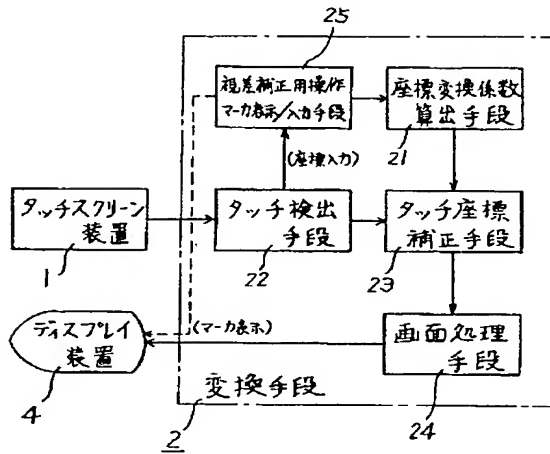 25
視差補正用操作
マーカ表示/入力手段
座標変換係数
算出手段
21
(座標入力)
タッチスクリーン
装置
1
タッチ検出
手段
22
タッチ座標
補正手段
23
(マーカ表示)
ディスプレイ
装置
4
画面処理
手段
24
変換手段
2